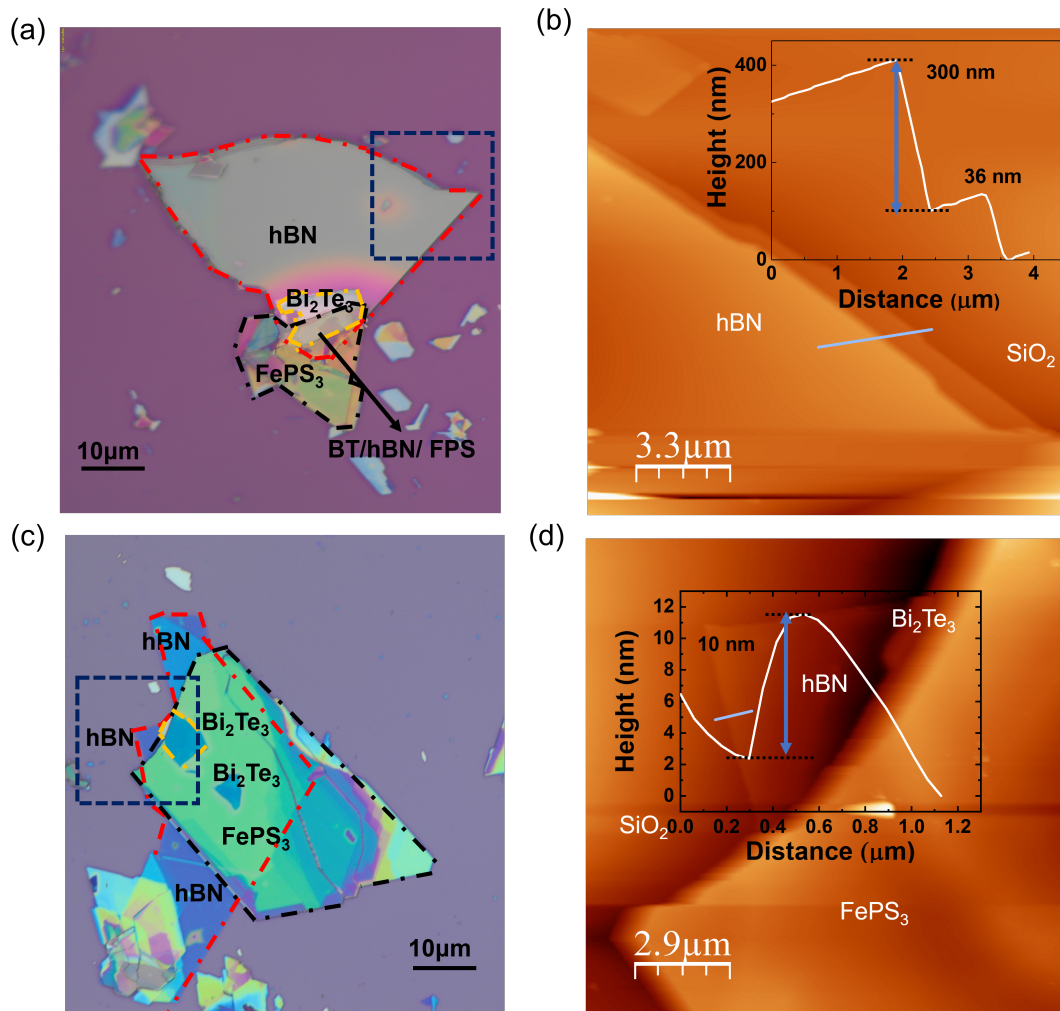 (a)
hBN
Bi₂Te₃
FePS₃
BT/hBN/ FPS
10μm
(b)
400
200
0
Height (nm)
300 nm
36 nm
0 1 2 3 4
Distance (μm)
hBN
SiO₂
3.3μm
(c)
hBN
hBN
Bi₂Te₃
Bi₂Te₃
FePS₃
hBN
10μm
(d)
12
10
8
6
4
2
0
Height (nm)
10 nm
hBN
Bi₂Te₃
SiO₂
0.0 0.2 0.4 0.6 0.8 1.0 1.2
Distance (μm)
FePS₃
2.9μm